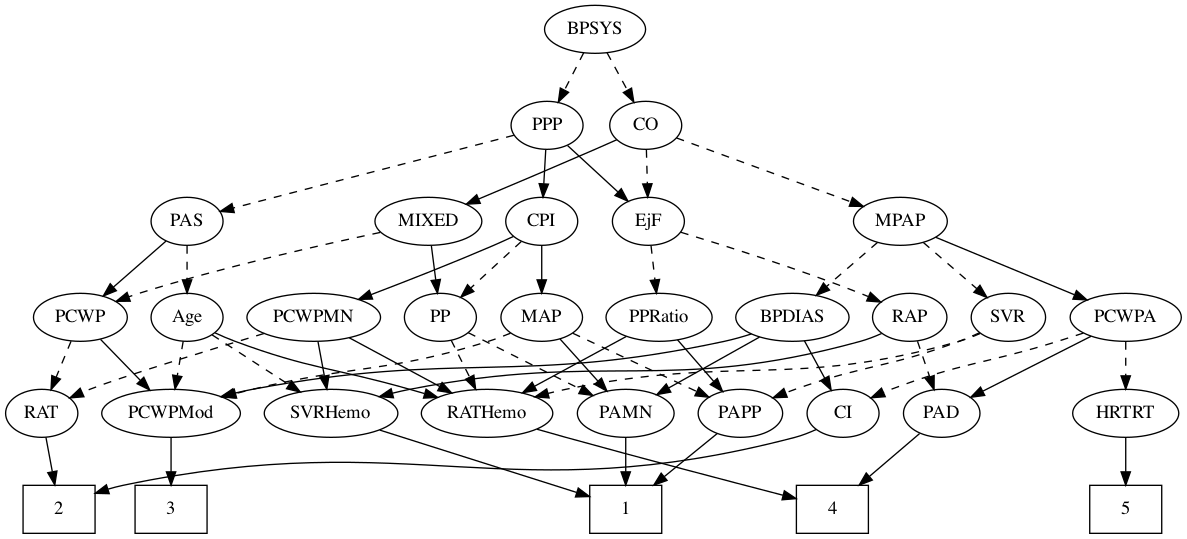 BPSYS
PPP
CO
PAS
MIXED
CPI
EjF
MPAP
PCWP
Age
PCWPMN
PP
MAP
PPRatio
BPDIAS
RAP
SVR
PCWPA
RAT
PCWPMod
SVRHemo
RATHemo
PAMN
PAPP
CI
PAD
HRTRT
2
3
1
4
5